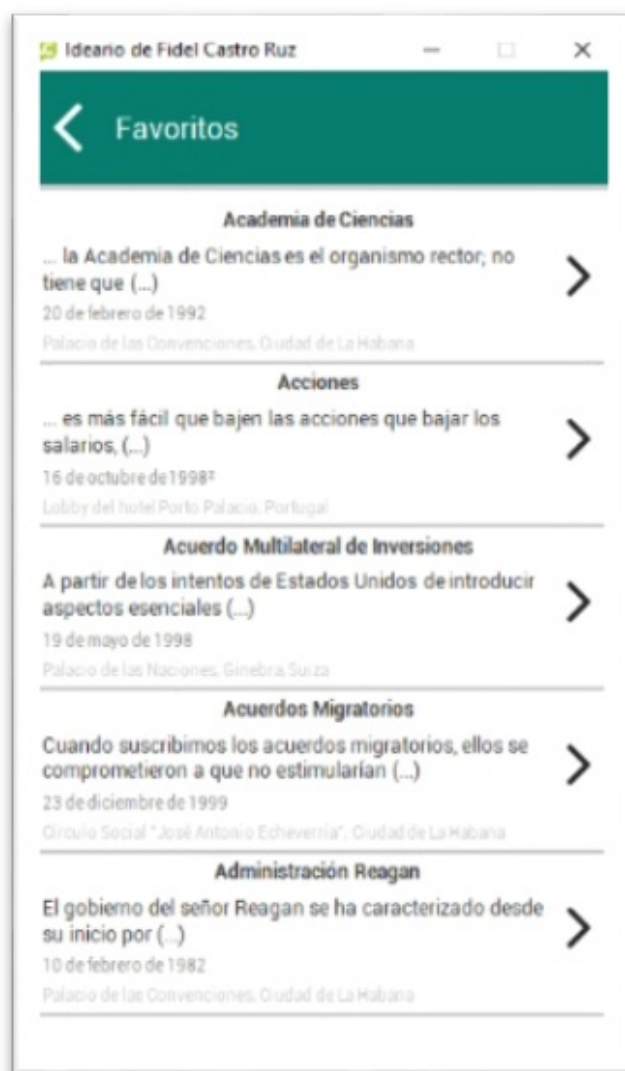 Ideario de Fidel Castro Ruz
Favoritos
Academia de Ciencias
... la Academia de Ciencias es el organismo rector; no
tiene que (...)
20 de febrero de 1992
Palacio de las Convenciones, Ciudad de La Habana
Acciones
... es más fácil que bajen las acciones que bajar los
salarios, (...)
16 de octubre de 1998²
Lobby del hotel Porto Palacio, Portugal
Acuerdo Multilateral de Inversiones
A partir de los intentos de Estados Unidos de introducir
aspectos esenciales (...)
19 de mayo de 1998
Palacio de las Naciones, Ginebra, Suiza
Acuerdos Migratorios
Cuando suscribimos los acuerdos migratorios, ellos se
comprometieron a que no estimularían (...)
23 de diciembre de 1999
Círculo Social "José Antonio Echeverría", Ciudad de La Habana
Administración Reagan
El gobierno del señor Reagan se ha caracterizado desde
su inicio por (...)
10 de febrero de 1982
Palacio de las Convenciones, Ciudad de La Habana